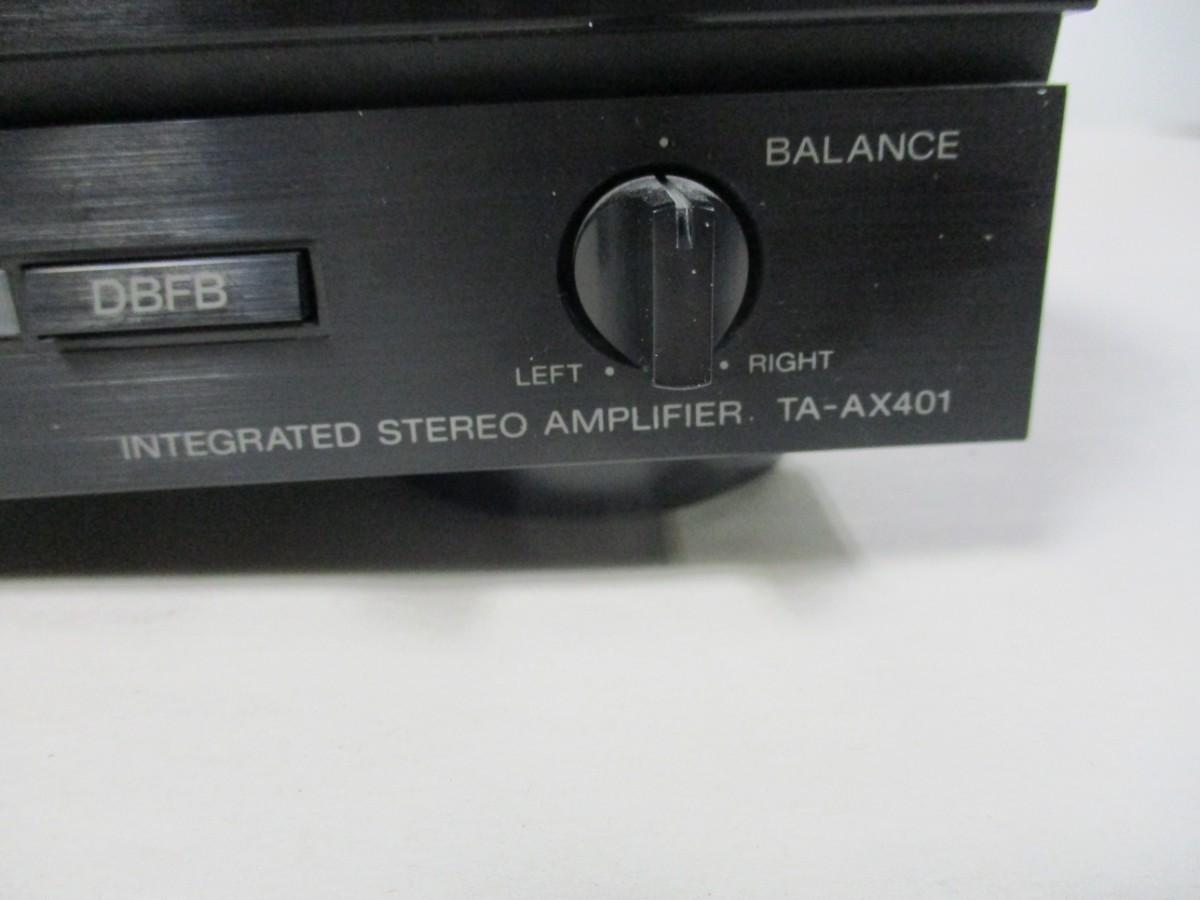 BALANCE
DBFB
LEFT
RIGHT
INTEGRATED STEREO AMPLIFIER TA-AX401